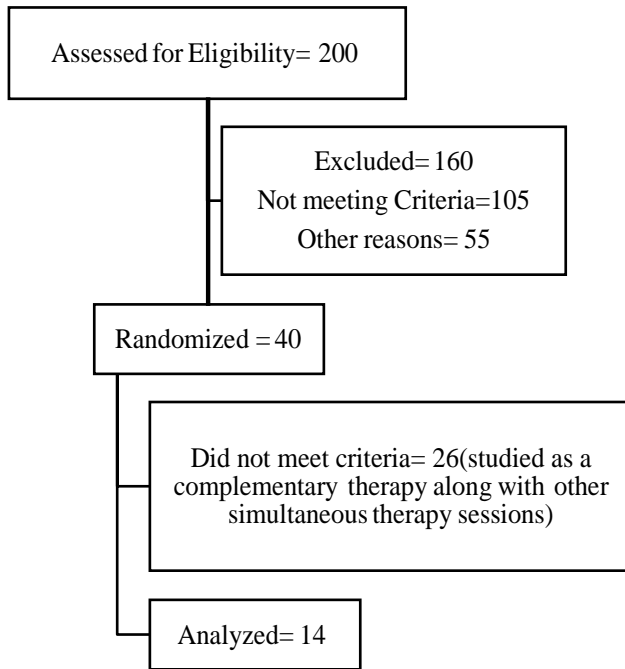 Assessed for Eligibility= 200
Excluded= 160
Not meeting Criteria=105
Other reasons= 55
Randomized = 40
Did not meet criteria= 26(studied as a
complementary therapy along with other
simultaneous therapy sessions)
Analyzed= 14